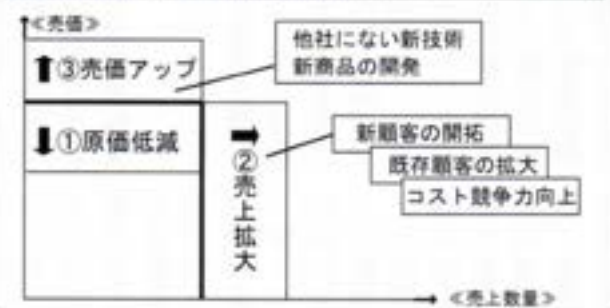 ≪売価≫
③売価アップ
他社にない新技術
新商品の開発
①原価低減
②売上拡大
新顧客の開拓
既存顧客の拡大
コスト競争力向上
≪売上数量≫